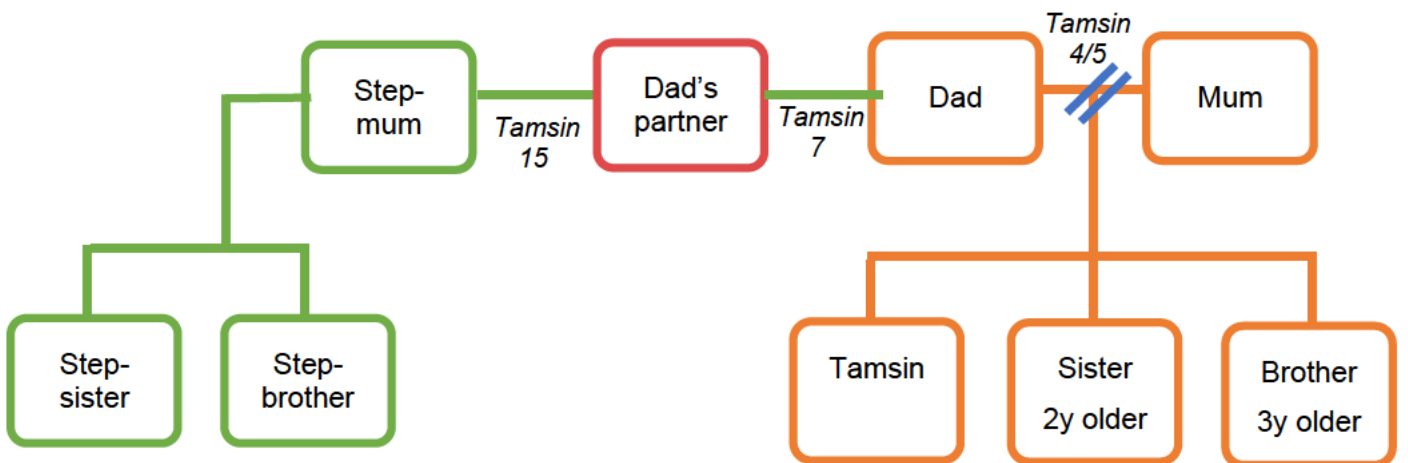 Tamsin
4/5
Step-
mum
Dad's
partner
Dad
Mum
Tamsin
15
Tamsin
7
Step-
sister
Step-
brother
Tamsin
Sister
2y older
Brother
3y older